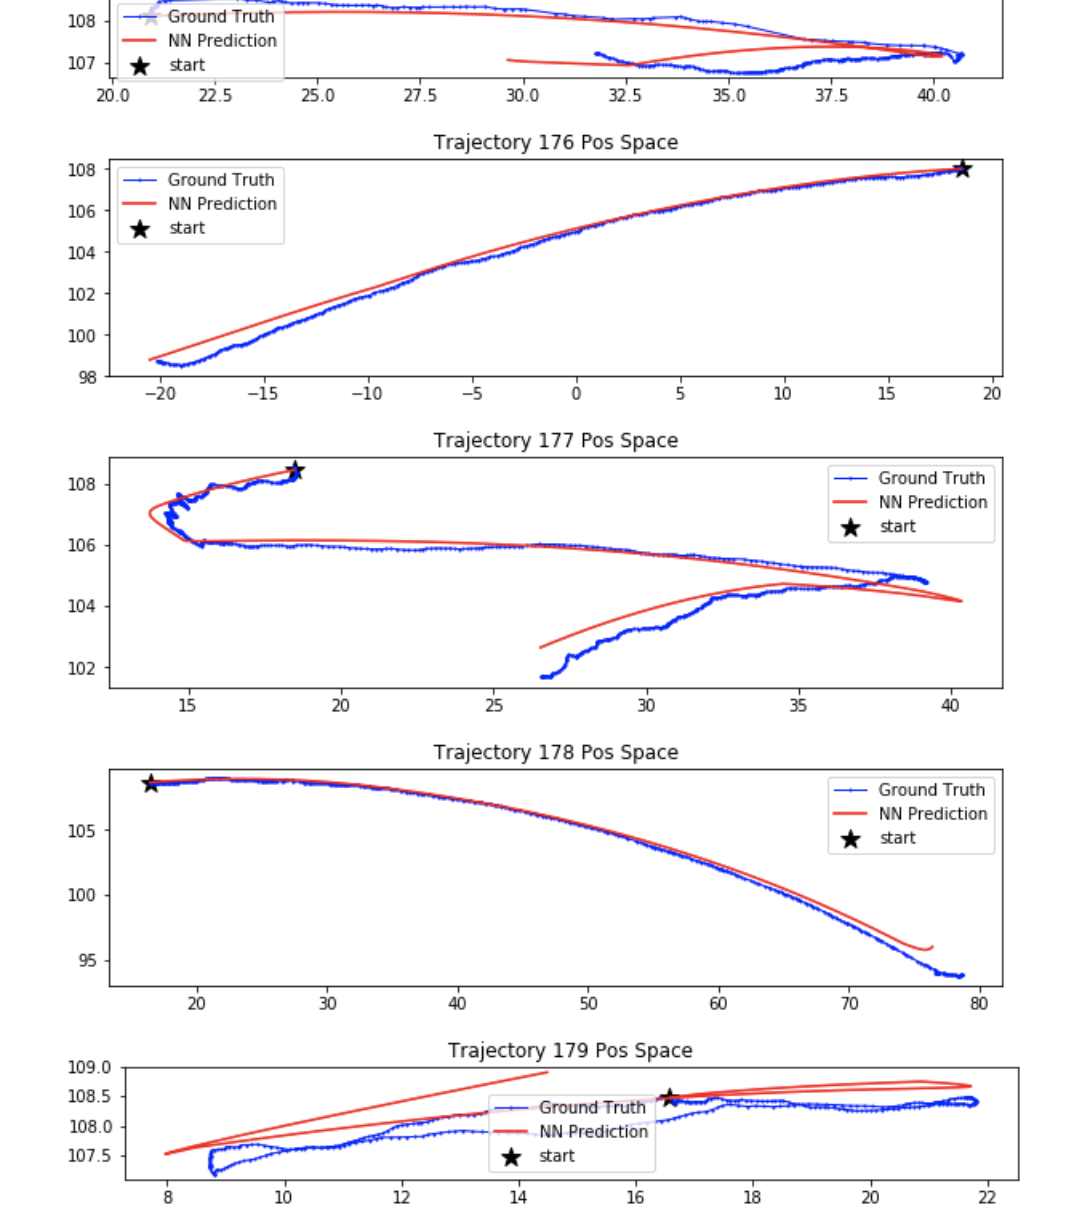 108
107
Ground Truth
NN Prediction
start
20.0 22.5 25.0 27.5 30.0 32.5 35.0 37.5 40.0
Trajectory 176 Pos Space
108
106
104
102
100
98
Ground Truth
NN Prediction
start
−20 −15 −10 −5 0 5 10 15 20
Trajectory 177 Pos Space
108
106
104
102
Ground Truth
NN Prediction
start
15 20 25 30 35 40
Trajectory 178 Pos Space
105
100
95
Ground Truth
NN Prediction
start
20 30 40 50 60 70 80
Trajectory 179 Pos Space
109.0
108.5
108.0
107.5
Ground Truth
NN Prediction
start
8 10 12 14 16 18 20 22